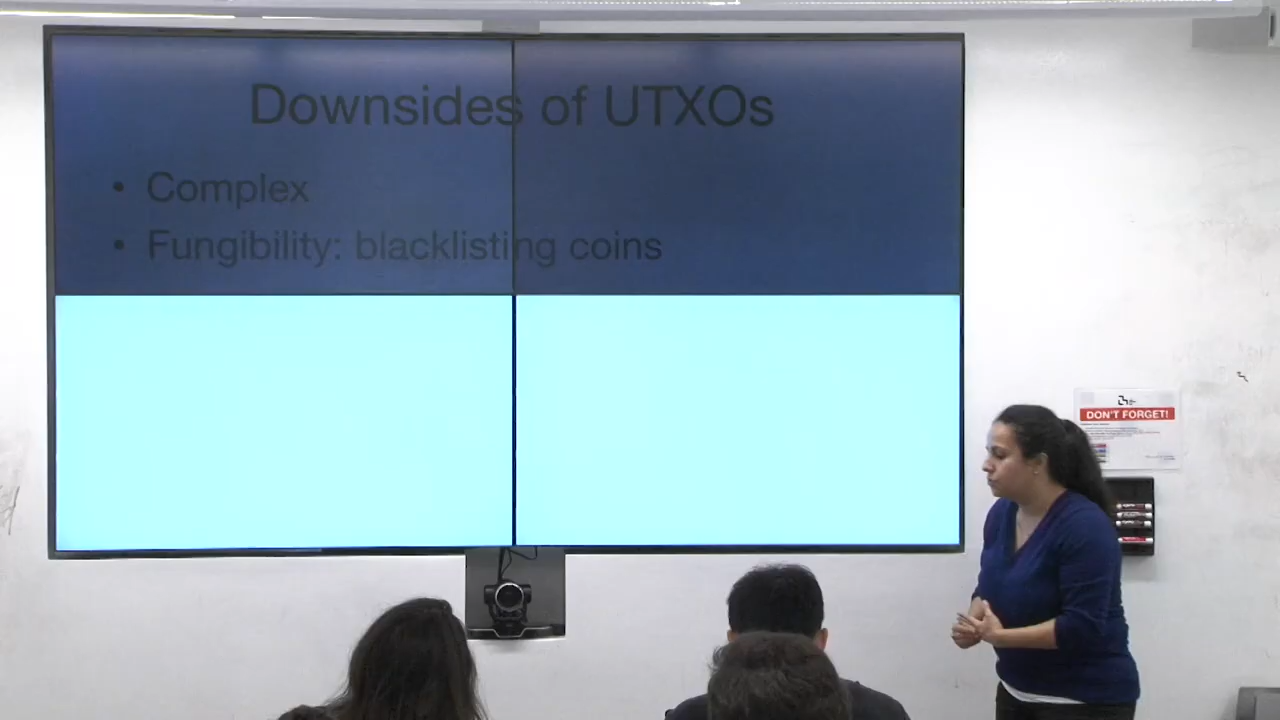 Downsides of UTXOs
• Complex
• Fungibility: blacklisting coins
DON'T FORGET!